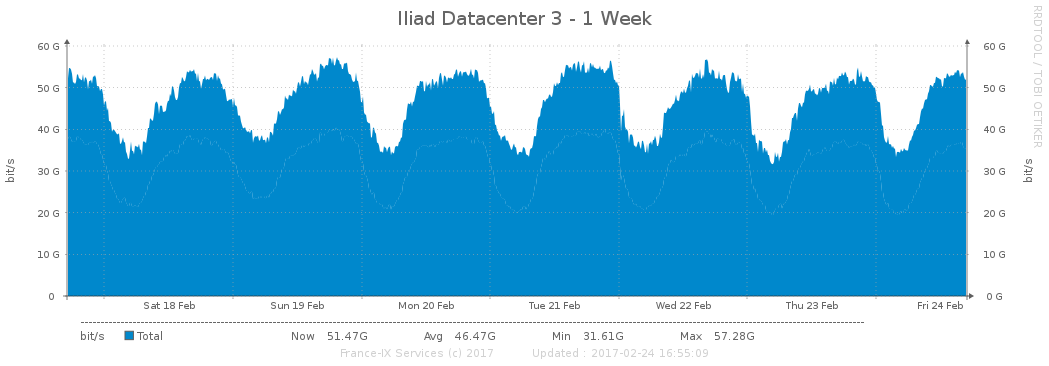 Iliad Datacenter 3 - 1 Week
RRDTOOL / TOBI OETIKER
60 G 60 G
50 G 50 G
40 G 40 G
30 G 30 G
20 G 20 G
10 G 10 G
0 0 G
bit/s bit/s
Sat 18 Feb Sun 19 Feb Mon 20 Feb Tue 21 Feb Wed 22 Feb Thu 23 Feb Fri 24 Feb
bit/s Total Now 51.47G Avg 46.47G Min 31.61G Max 57.28G
France-IX Services (c) 2017 Updated : 2017-02-24 16:55:09